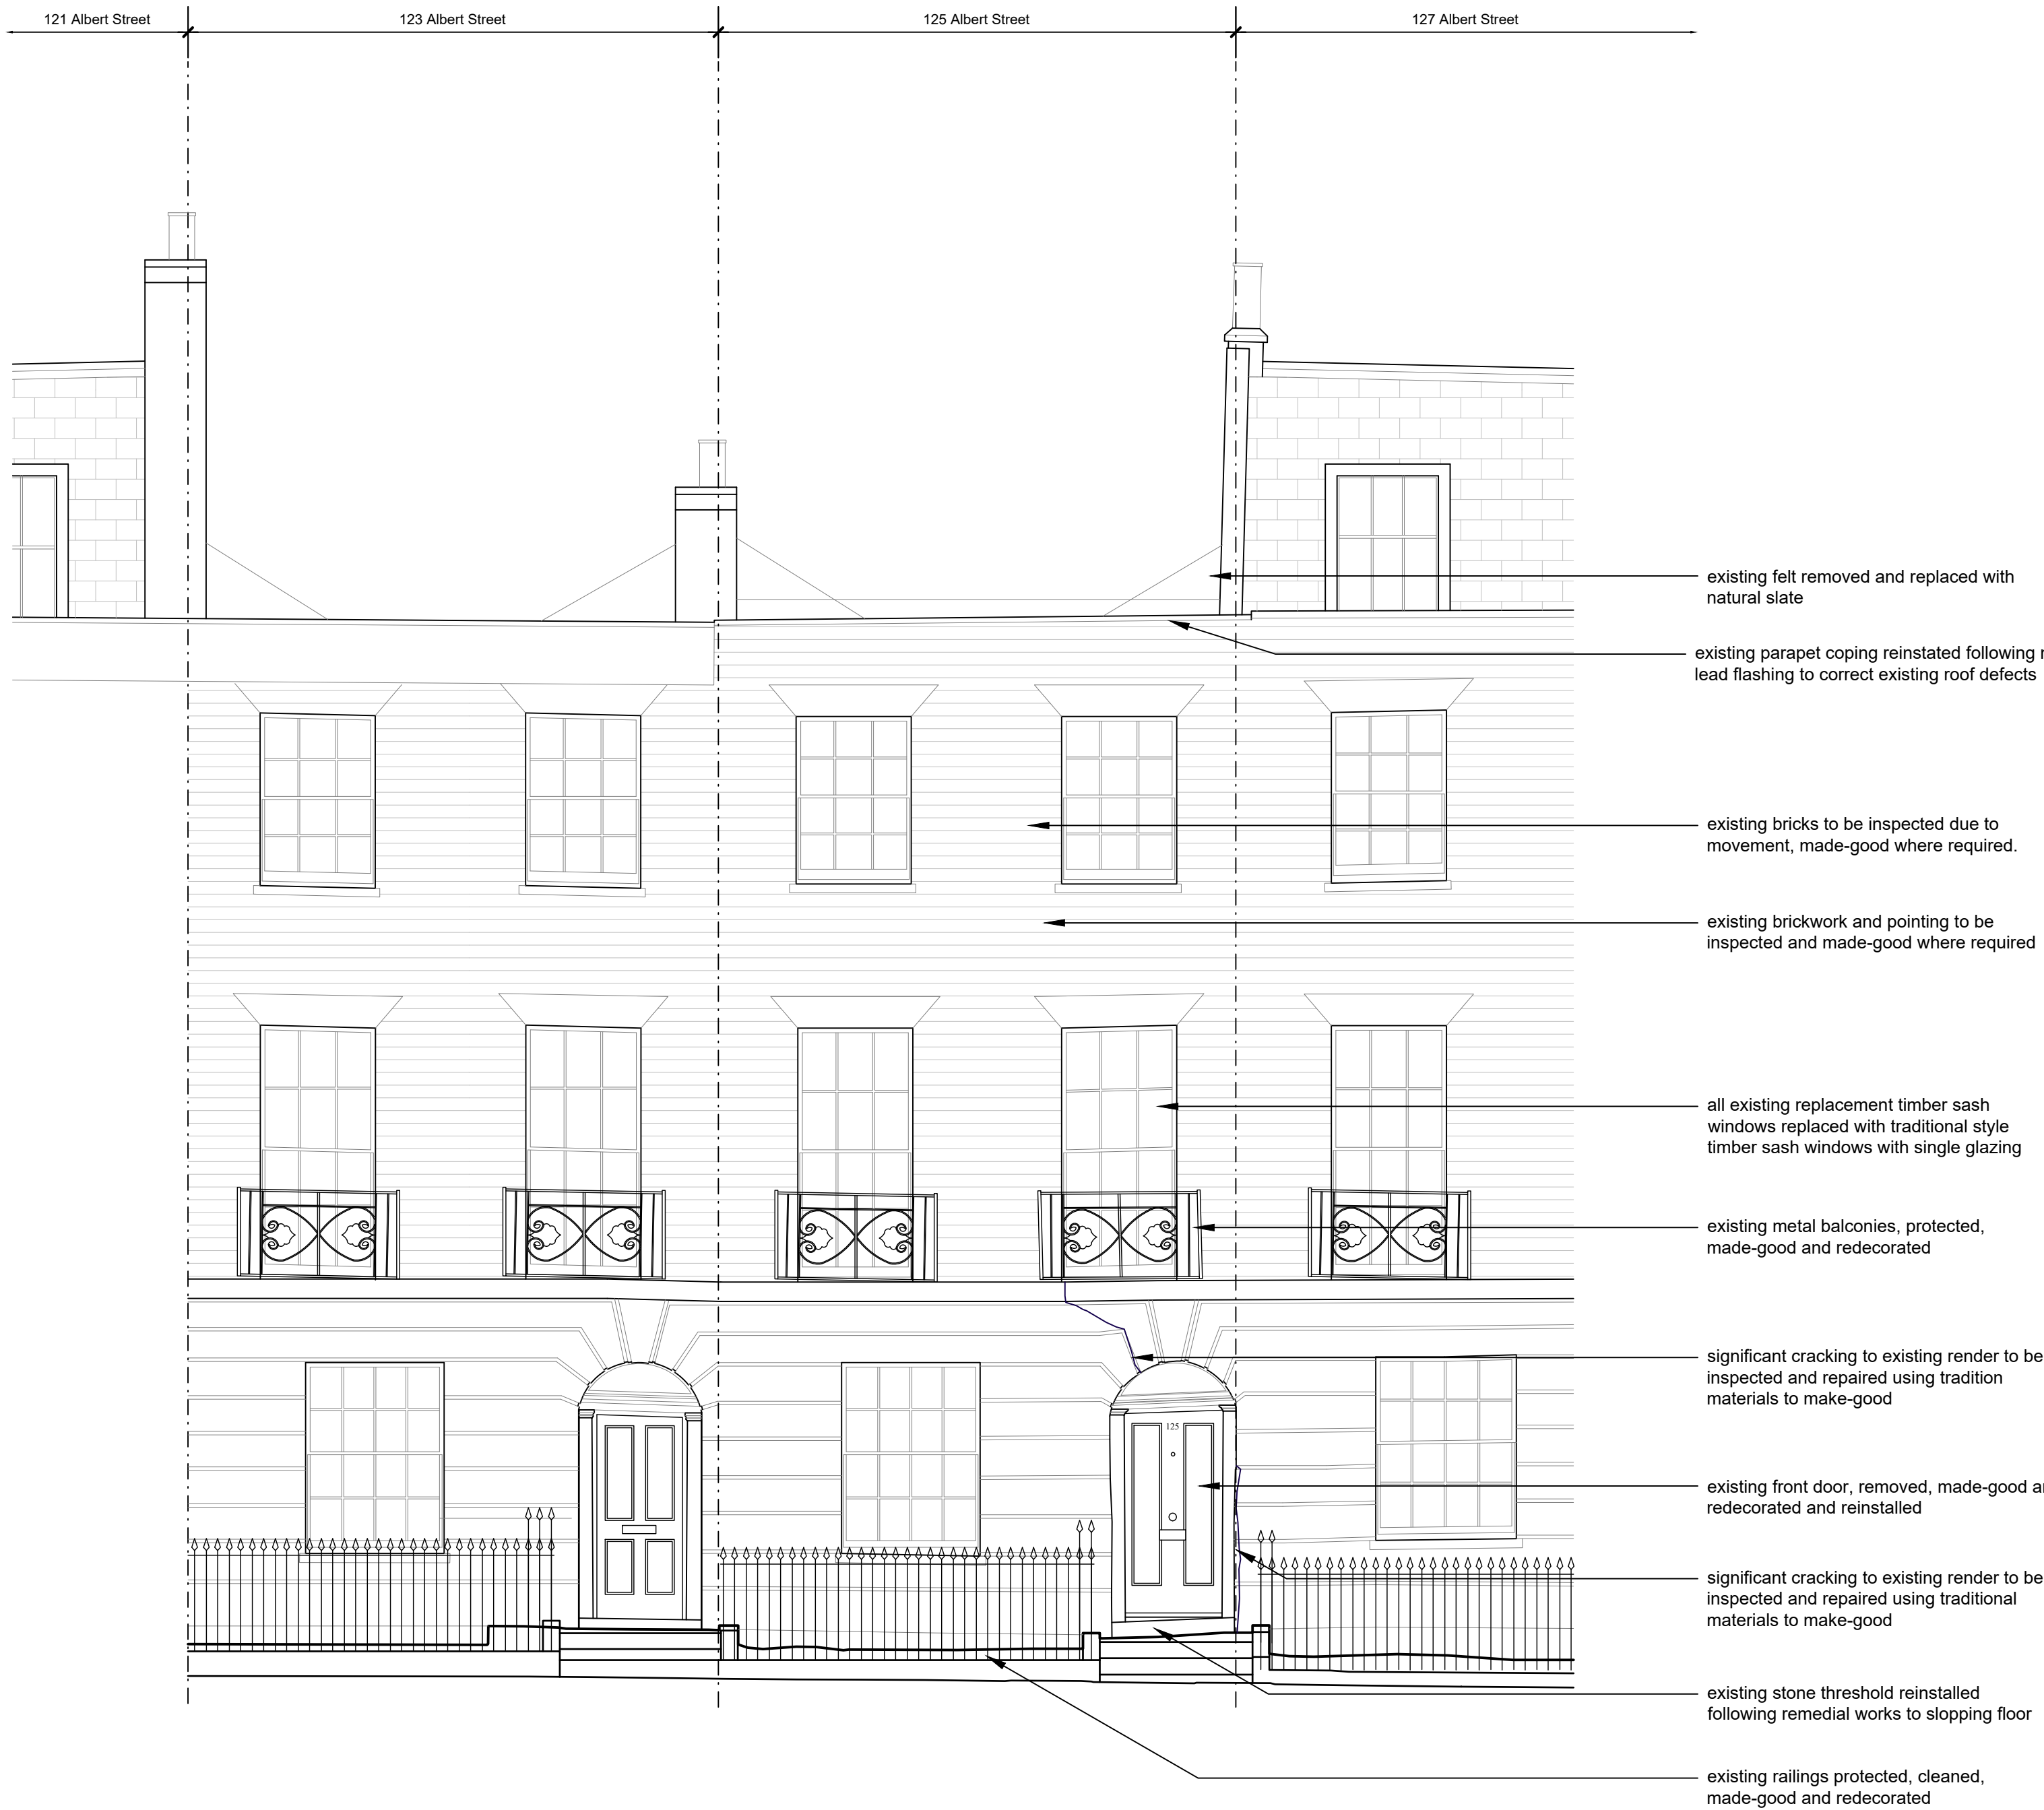 121 Albert Street
123 Albert Street
125 Albert Street
127 Albert Street
existing felt removed and replaced with
natural slate
existing parapet coping reinstated following
lead flashing to correct existing roof defects
existing bricks to be inspected due to
movement, made-good where required.
existing brickwork and pointing to be
inspected and made-good where required
all existing replacement timber sash
windows replaced with traditional style
timber sash windows with single glazing
existing metal balconies, protected,
made-good and redecorated
significant cracking to existing render to be
inspected and repaired using tradition
materials to make-good
125
existing front door, removed, made-good
redecorated and reinstalled
significant cracking to existing render to be
inspected and repaired using traditional
materials to make-good
existing stone threshold reinstalled
following remedial works to slopping floor
existing railings protected, cleaned,
made-good and redecorated